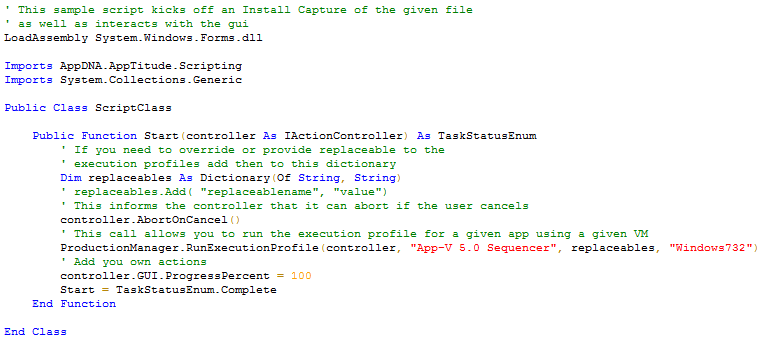 ' This sample script kicks off an Install Capture of the given file
' as well as interacts with the gui
LoadAssembly System.Windows.Forms.dll
Imports AppDNA.AppTitude.Scripting
Imports System.Collections.Generic
Public Class ScriptClass
Public Function Start(controller As IActionController) As TaskStatusEnum
' If you need to override or provide replaceable to the
' execution profiles add then to this dictionary
Dim replaceables As Dictionary(Of String, String)
' replaceables.Add( "replaceablename", "value")
' This informs the controller that it can abort if the user cancels
controller.AbortOnCancel()
' This call allows you to run the execution profile for a given app using a given VM
ProductionManager.RunExecutionProfile(controller, "App-V 5.0 Sequencer", replaceables, "Windows732")
' Add you own actions
controller.GUI.ProgressPercent = 100
Start = TaskStatusEnum.Complete
End Function
End Class